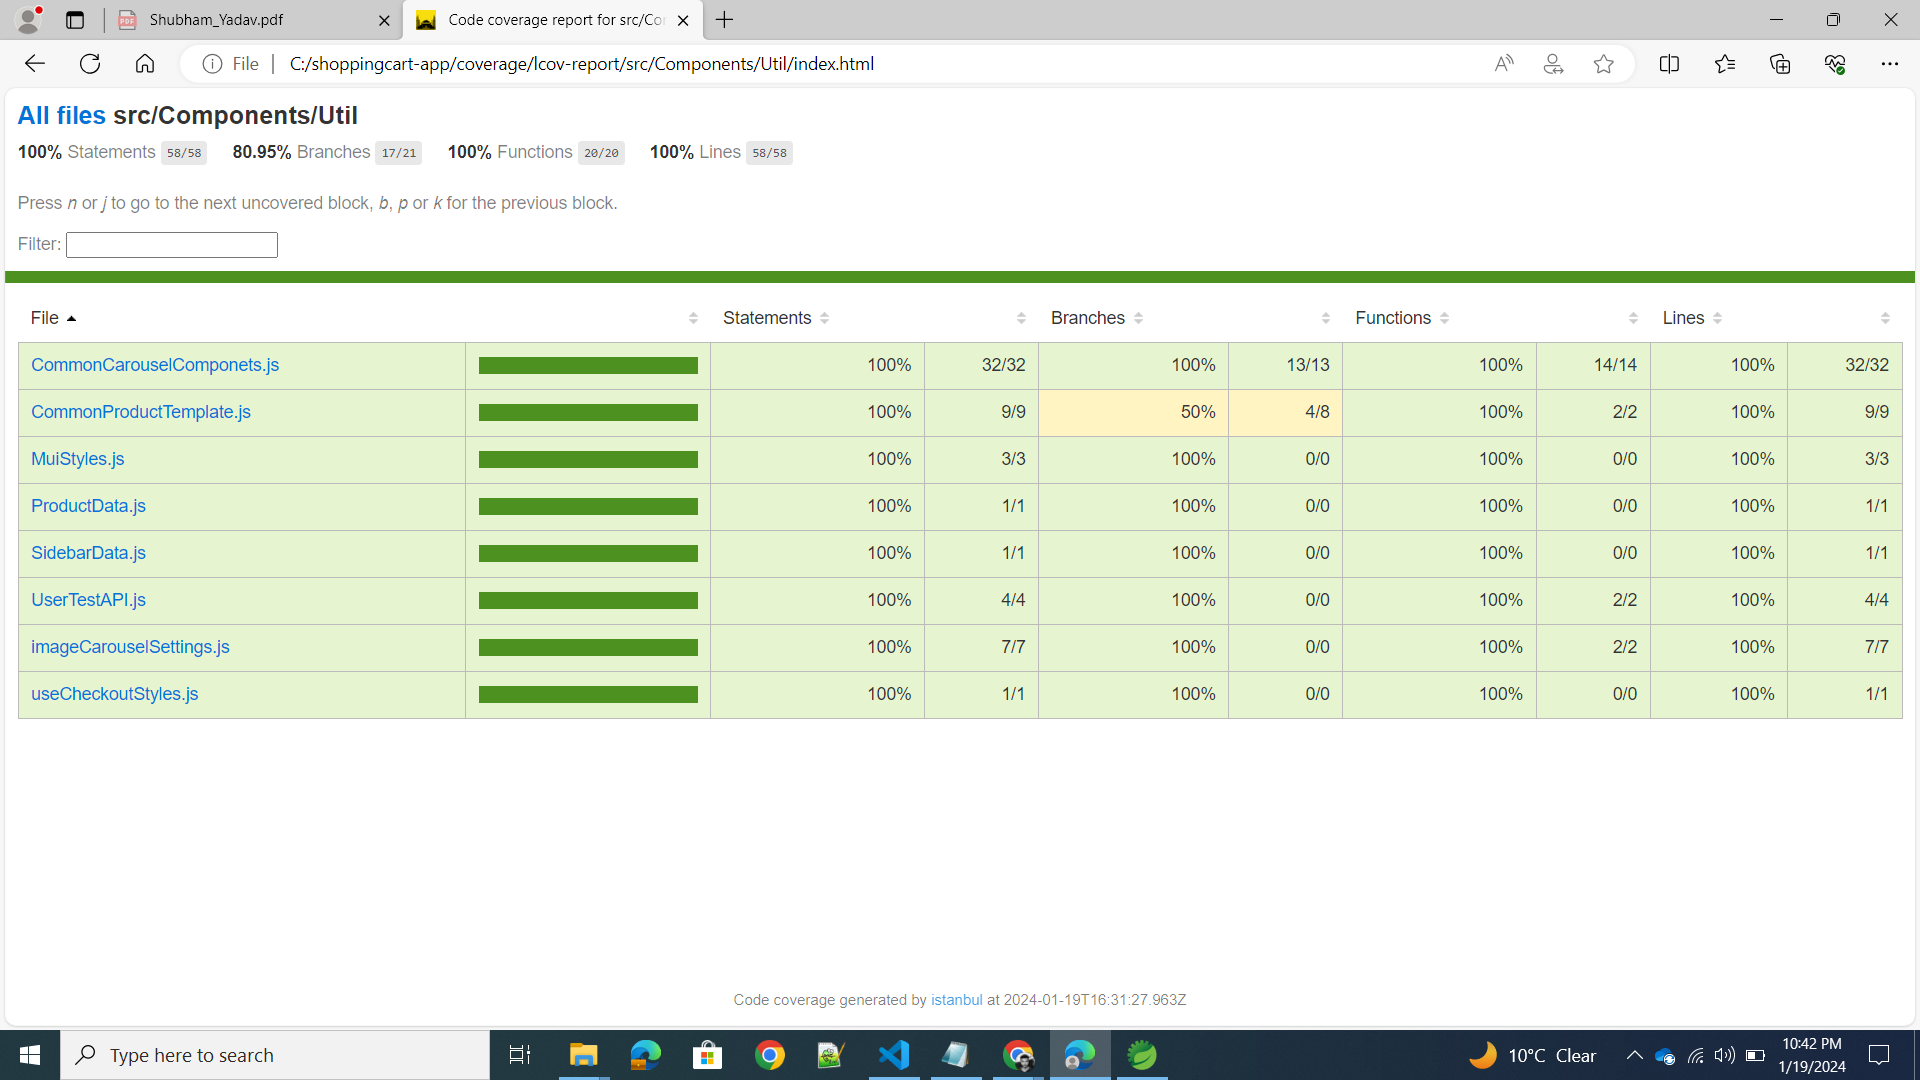 Shubham_Yadav.pdf
Code coverage report for src/Cor
File
C:/shoppingcart-app/coverage/lcov-report/src/Components/Util/index.html
All files src/Components/Util
100% Statements 58/58 80.95% Branches 17/21 100% Functions 20/20 100% Lines 58/58
Press n or j to go to the next uncovered block, b, p or k for the previous block.
Filter:
File Statements Branches Functions Lines
CommonCarouselComponets.js 100% 32/32 100% 13/13 100% 14/14 100% 32/32
CommonProductTemplate.js 100% 9/9 50% 4/8 100% 2/2 100% 9/9
MuiStyles.js 100% 3/3 100% 0/0 100% 0/0 100% 3/3
ProductData.js 100% 1/1 100% 0/0 100% 0/0 100% 1/1
SidebarData.js 100% 1/1 100% 0/0 100% 0/0 100% 1/1
UserTestAPI.js 100% 4/4 100% 0/0 100% 2/2 100% 4/4
imageCarouselSettings.js 100% 7/7 100% 0/0 100% 2/2 100% 7/7
useCheckoutStyles.js 100% 1/1 100% 0/0 100% 0/0 100% 1/1
Code coverage generated by istanbul at 2024-01-19T16:31:27.963Z
Type here to search
10°C Clear
10:42 PM
1/19/2024